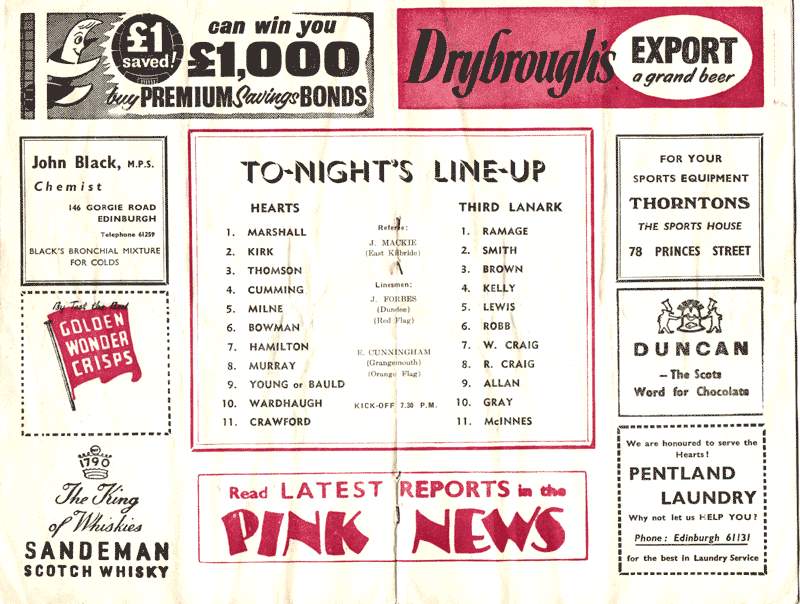 £1
saved!
can win you
£1,000
buy PREMIUM Savings BONDS
Drybrough's
EXPORT
a grand beer
John Black, M.P.S.
Chemist
146 GORGIE ROAD
EDINBURGH
Telephone 61259
BLACK'S BRONCHIAL MIXTURE
FOR COLDS
By Test the Best
GOLDEN
WONDER
CRISPS
1790
The King
of Whiskies
SANDEMAN
SCOTCH WHISKY
TO-NIGHT'S LINE-UP
HEARTS
1. MARSHALL
2. KIRK
3. THOMSON
4. CUMMING
5. MILNE
6. BOWMAN
7. HAMILTON
8. MURRAY
9. YOUNG or BAULD
10. WARDHAUGH
11. CRAWFORD
Referee:
J. MACKIE
(East Kilbride)
Linesmen:
J. FORBES
(Dundee)
(Red Flag)
E. CUNNINGHAM
(Grangemouth)
(Orange Flag)
KICK-OFF 7.30 P.M.
THIRD LANARK
1. RAMAGE
2. SMITH
3. BROWN
4. KELLY
5. LEWIS
6. ROBB
7. W. CRAIG
8. R. CRAIG
9. ALLAN
10. GRAY
11. McINNES
Read LATEST REPORTS in the
PINK NEWS
FOR YOUR
SPORTS EQUIPMENT
THORNTONS
THE SPORTS HOUSE
78 PRINCES STREET
DUNCAN
— The Scots
Word for Chocolate
We are honoured to serve the
Hearts!
PENTLAND
LAUNDRY
Why not let us HELP YOU?
Phone: Edinburgh 61131
for the best in Laundry Service